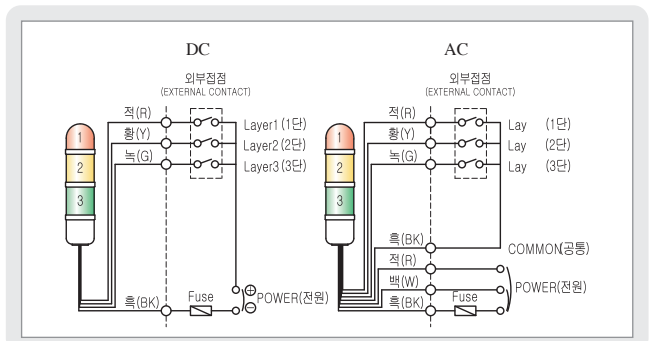 DC
외부접점
(EXTERNAL CONTACT)
적(R)
황(Y)
녹(G)
Layer1 (1단)
Layer2 (2단)
Layer3 (3단)
1
2
3
흑(BK)
Fuse
⊕
⊖
POWER(전원)
AC
외부접점
(EXTERNAL CONTACT)
적(R)
황(Y)
녹(G)
Lay (1단)
Lay (2단)
Lay (3단)
1
2
3
흑(BK)
COMMON(공통)
적(R)
백(W)
흑(BK)
Fuse
POWER(전원)